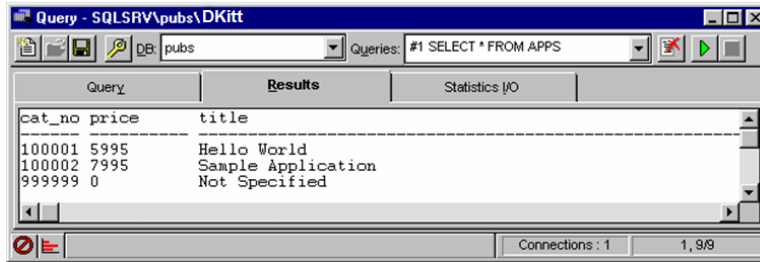 Query - SQLSRV\pubs\DKitt
DB: pubs Queries: #1 SELECT * FROM APPS
Query Results Statistics I/O
cat_no price title
------ ---------- --------------------------------------------------
100001 5995 Hello World
100002 7995 Sample Application
999999 0 Not Specified
Connections : 1 1, 9/9